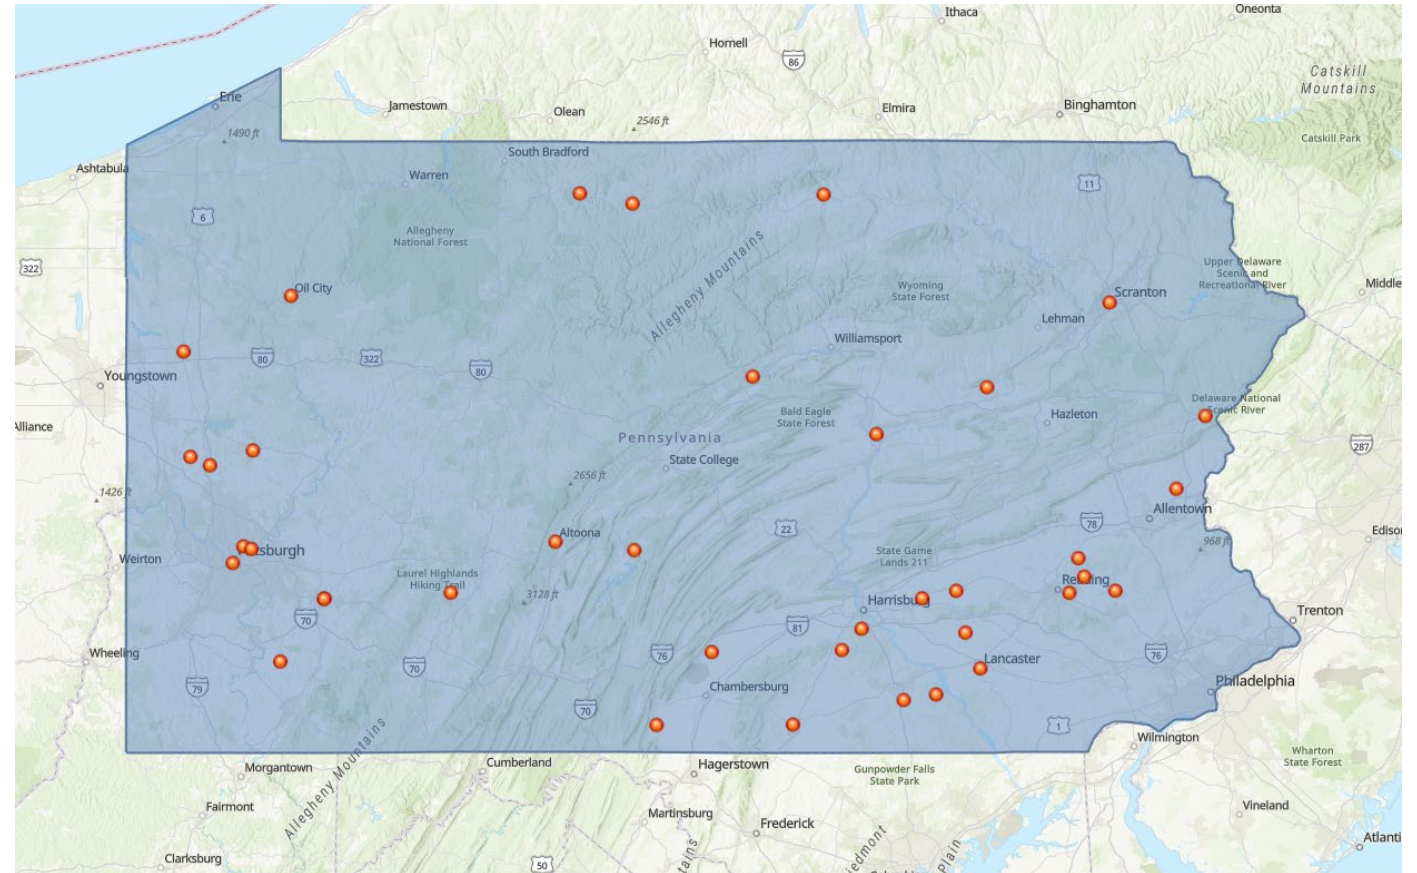 Ithaca
Oneonta
Hornell
86
Catskill
Mountains
Erie
Jamestown
Olean
2546 ft
Elmira
Binghamton
1490 ft
Catskill Park
South Bradford
Ashtabula
Warren
11
6
Allegheny
National Forest
Allegheny Mountains
322
Upper Delaware
Scenic and
Recreational River
Oil City
Wyoming
State Forest
Scranton
Middle
Lehman
Williamsport
80
322
80
Youngstown
Delaware National
Scenic River
Bald Eagle
State Forest
Hazleton
Alliance
Pennsylvania
287
State College
2656 ft
1426 ft
Allentown
22
78
Altoona
968 ft
Ediso
Weirton
sburgh
State Game
Lands 211
Laurel Highlands
Hiking Trail
3128 ft
Harrisburg
Trenton
70
81
Wheeling
76
76
Lancaster
70
79
Chambersburg
Philadelphia
70
1
Wilmington
Allegheny Mountains
Morgantown
Cumberland
Hagerstown
Gunpowder Falls
State Park
Wharton
State Forest
Fairmont
Martinsburg
Frederick
Vineland
Atlanti
Clarksburg
50
tains
iedmont
Plain